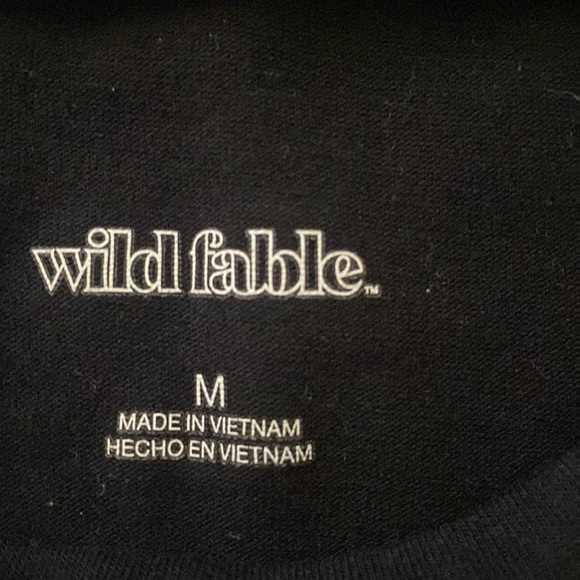 wild fable™
M
MADE IN VIETNAM
HECHO EN VIETNAM